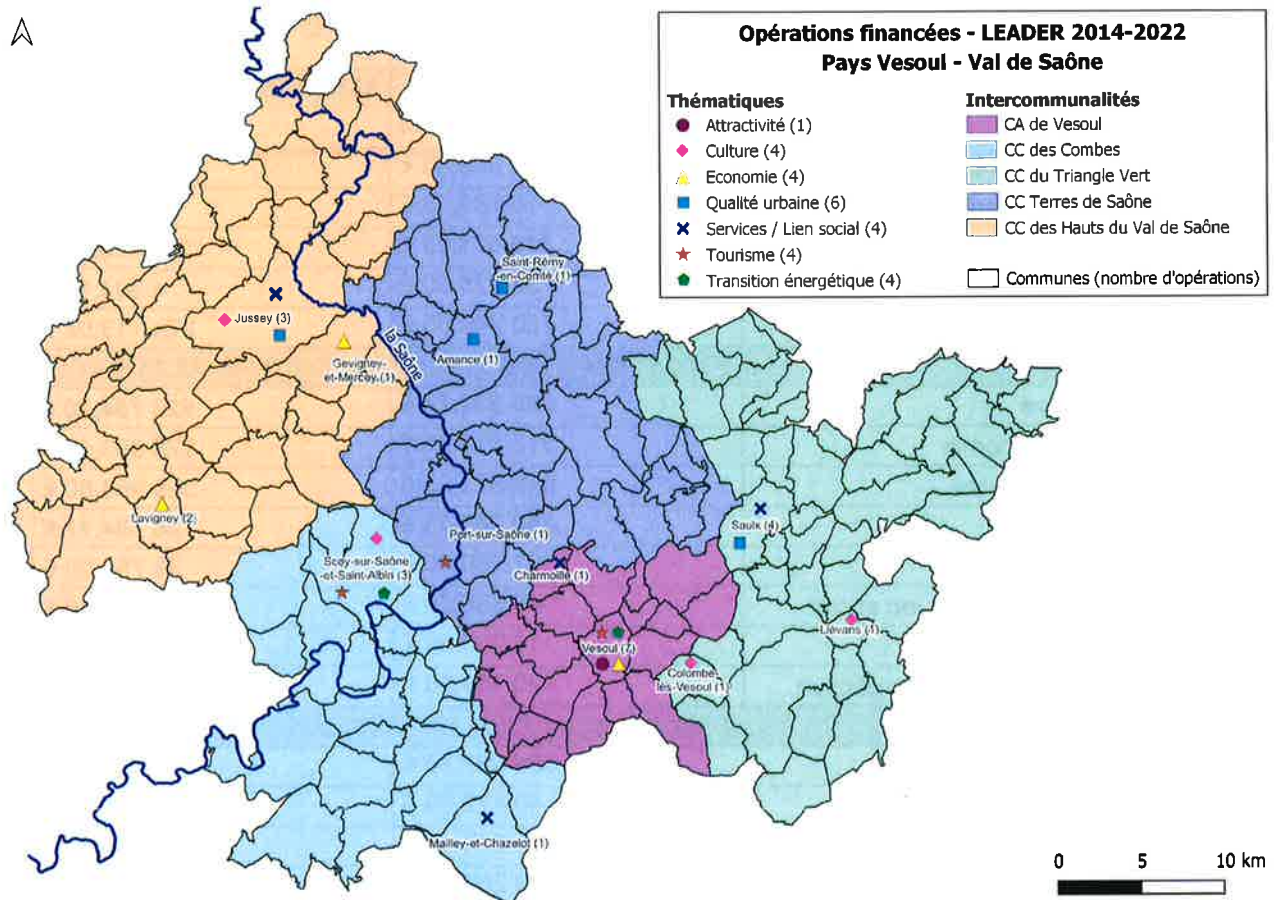 Opérations financées - LEADER 2014-2022
Pays Vesoul - Val de Saône
Thématiques
Attractivité (1)
Culture (4)
Economie (4)
Qualité urbaine (6)
Services / Lien social (4)
Tourisme (4)
Transition énergétique (4)
Intercommunalités
CA de Vesoul
CC des Combes
CC du Triangle Vert
CC Terres de Saône
CC des Hauts du Val de Saône
Communes (nombre d'opérations)
Saint-Rémy
-en-Comté (1)
Jussey (3)
la Saône
Gevigney-
et-Mercey (1)
Amance (1)
Lavigney (2)
Saulx (4)
Port-sur-Saône (1)
Scey-sur-Saône
-et-Saint-Albin (3)
Charmoille (1)
Liévans (1)
Vesoul (7)
Colombe-
lès-Vesoul (1)
Mailley-et-Chazelot (1)
0 5 10 km